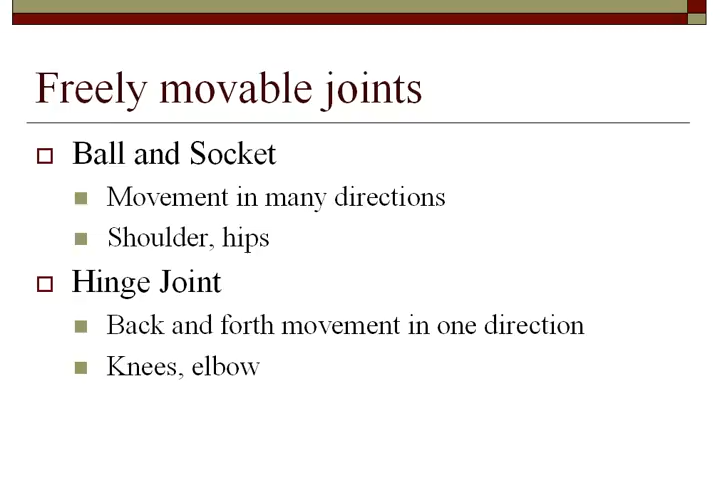 Freely movable joints
Ball and Socket
Movement in many directions
Shoulder, hips
Hinge Joint
Back and forth movement in one direction
Knees, elbow